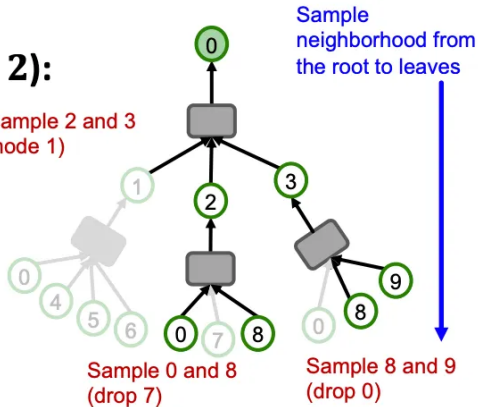 Sample
neighborhood from
the root to leaves
0
2):
ample 2 and 3
node 1)
1
2
3
0
4
5
6
0
7
8
0
8
9
Sample 0 and 8
(drop 7)
Sample 8 and 9
(drop 0)